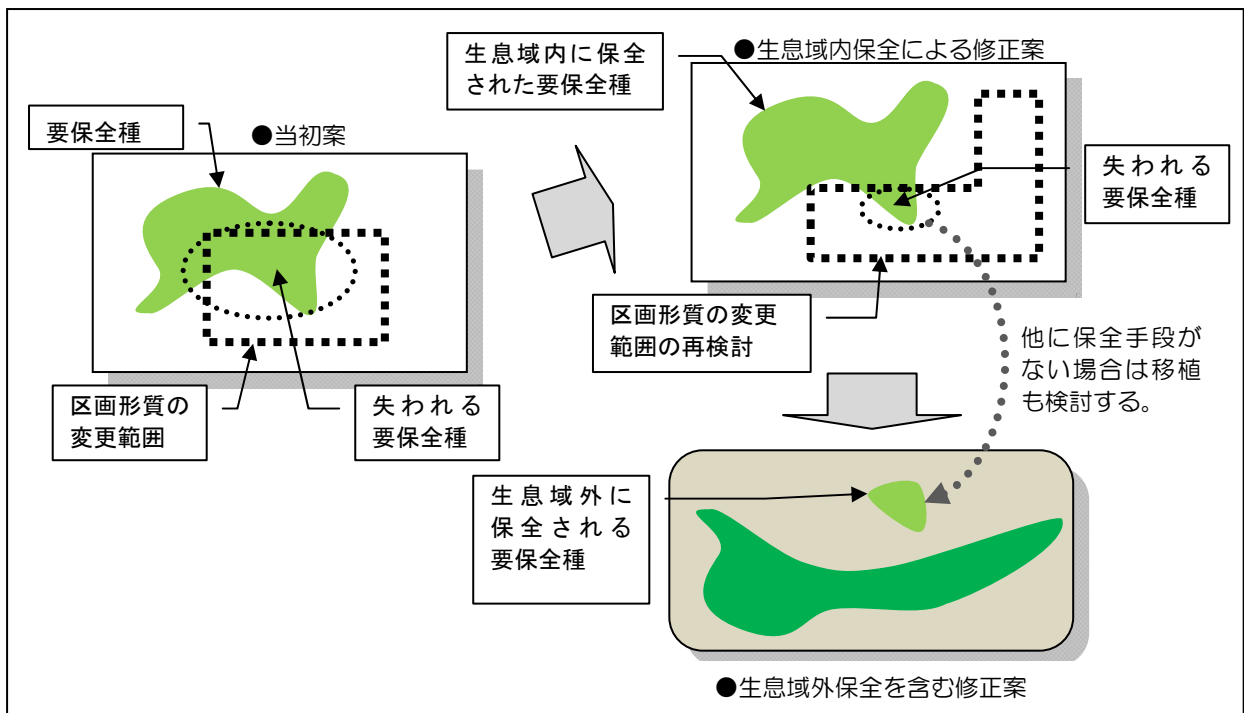 ●当初案
要保全種
区画形質の
変更範囲
失われる
要保全種
●生息域内保全による修正案
生息域内に保全
された要保全種
失われる
要保全種
区画形質の変更
範囲の再検討
他に保全手段が
ない場合は移植
も検討する。
生息域外に
保全される
要保全種
●生息域外保全を含む修正案